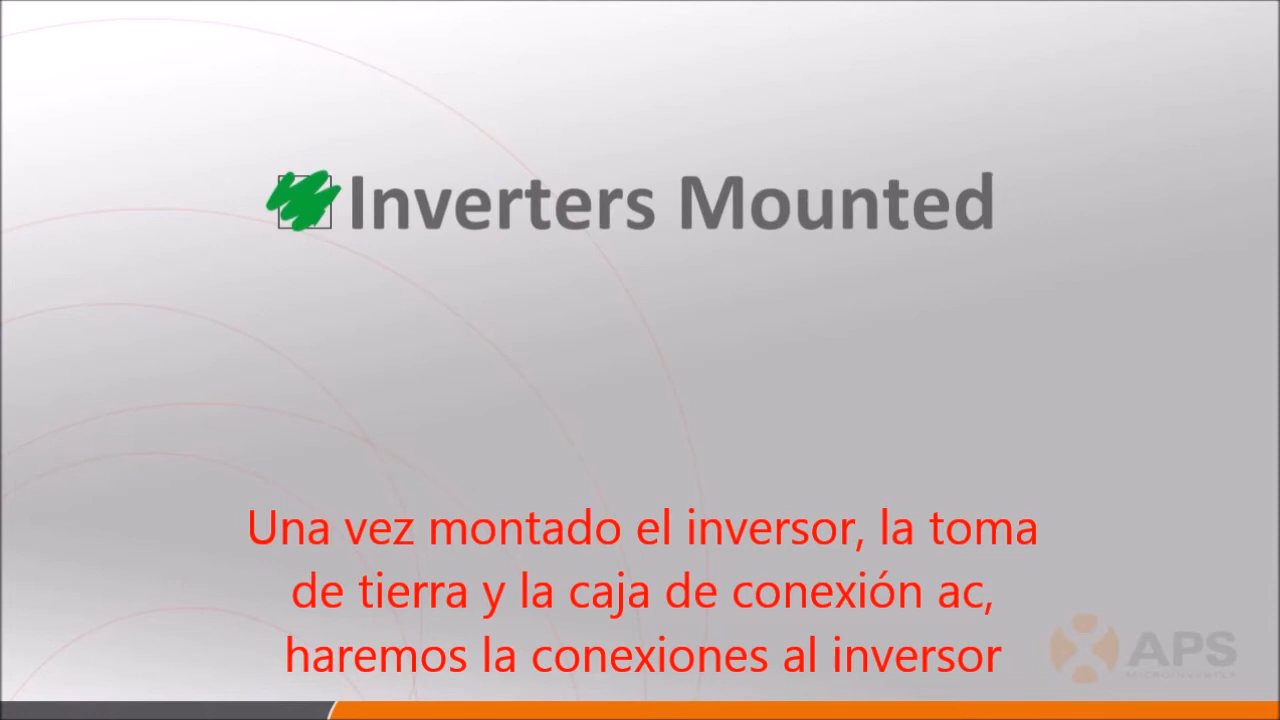 Inverters Mounted
Una vez montado el inversor, la toma
de tierra y la caja de conexión ac,
haremos la conexiones al inversor
APS